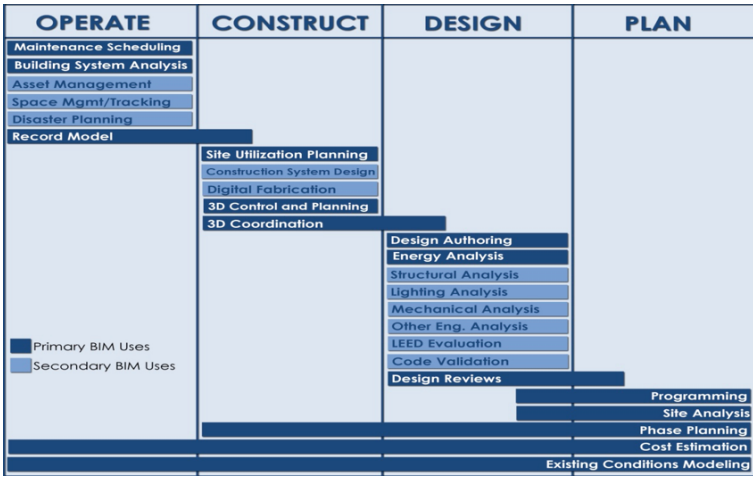 OPERATE CONSTRUCT DESIGN PLAN
Maintenance Scheduling
Building System Analysis
Asset Management
Space Mgmt/Tracking
Disaster Planning
Record Model
Site Utilization Planning
Construction System Design
Digital Fabrication
3D Control and Planning
3D Coordination
Design Authoring
Energy Analysis
Structural Analysis
Lighting Analysis
Mechanical Analysis
Other Eng. Analysis
LEED Evaluation
Code Validation
Design Reviews
Primary BIM Uses
Secondary BIM Uses
Programming
Site Analysis
Phase Planning
Cost Estimation
Existing Conditions Modeling